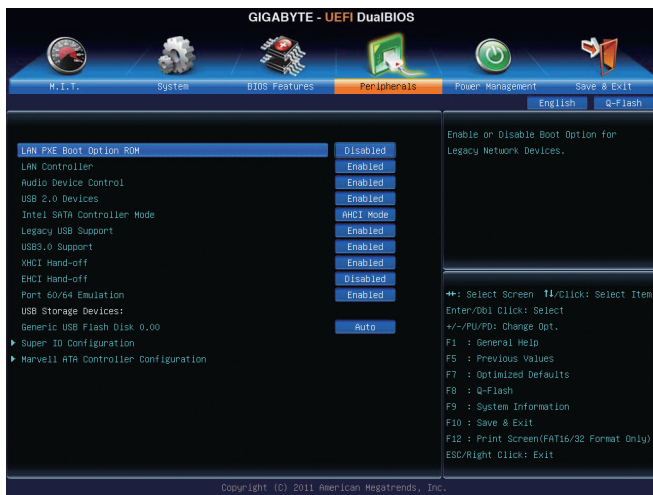 GIGABYTE - UEFI DualBIOS
M.I.T. System BIOS Features Peripherals Power Management Save & Exit
English Q-Flash
LAN PXE Boot Option ROM Disabled
LAN Controller Enabled
Audio Device Control Enabled
USB 2.0 Devices Enabled
Intel SATA Controller Mode AHCI Mode
Legacy USB Support Enabled
USB3.0 Support Enabled
XHCI Hand-off Enabled
EHCI Hand-off Disabled
Port 60/64 Emulation Enabled
USB Storage Devices:
Generic USB Flash Disk 0.00 Auto
Super IO Configuration
Marvell ATA Controller Configuration
Enable or Disable Boot Option for
Legacy Network Devices.
↔: Select Screen ↑↓/Click: Select Item
Enter/Dbl Click: Select
+/-/PU/PD: Change Opt.
F1 : General Help
F5 : Previous Values
F7 : Optimized Defaults
F8 : Q-Flash
F9 : System Information
F10 : Save & Exit
F12 : Print Screen(FAT16/32 Format Only)
ESC/Right Click: Exit
Copyright (C) 2011 American Megatrends, Inc.